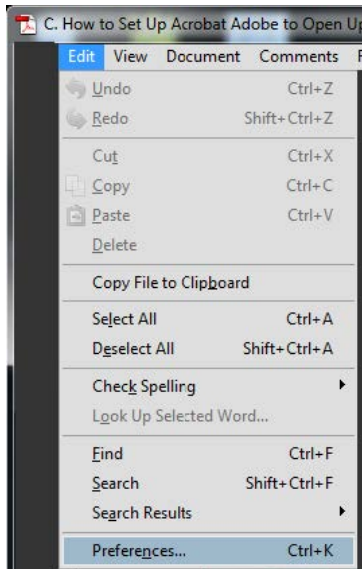 C. How to Set Up Acrobat Adobe to Open Up
Edit View Document Comments
Undo Ctrl+Z
Redo Shift+Ctrl+Z
Cut Ctrl+X
Copy Ctrl+C
Paste Ctrl+V
Delete
Copy File to Clipboard
Select All Ctrl+A
Deselect All Shift+Ctrl+A
Check Spelling
Look Up Selected Word...
Find Ctrl+F
Search Shift+Ctrl+F
Search Results
Preferences... Ctrl+K